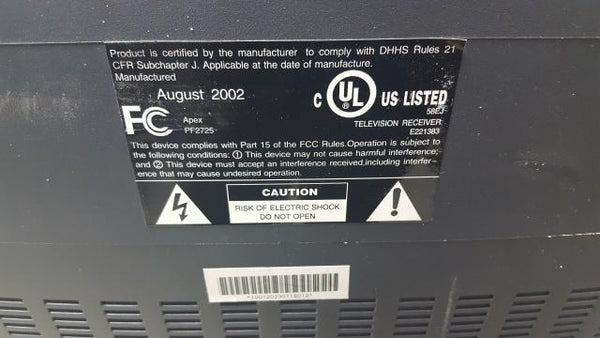 Product is certified by the manufacturer to comply with DHHS Rules 21
CFR Subchapter J. Applicable at the date of manufacture.
Manufactured
August 2002
C UL ® US LISTED
58EJ
TELEVISION RECEIVER
E221383
FC
Apex
PF2725
This device complies with Part 15 of the FCC Rules.Operation is subject to
the following conditions: ① This device may not cause harmful interference;
and ② This device must accept an interference received,including interfer-
ence that may cause undesired operation.
CAUTION
RISK OF ELECTRIC SHOCK
DO NOT OPEN